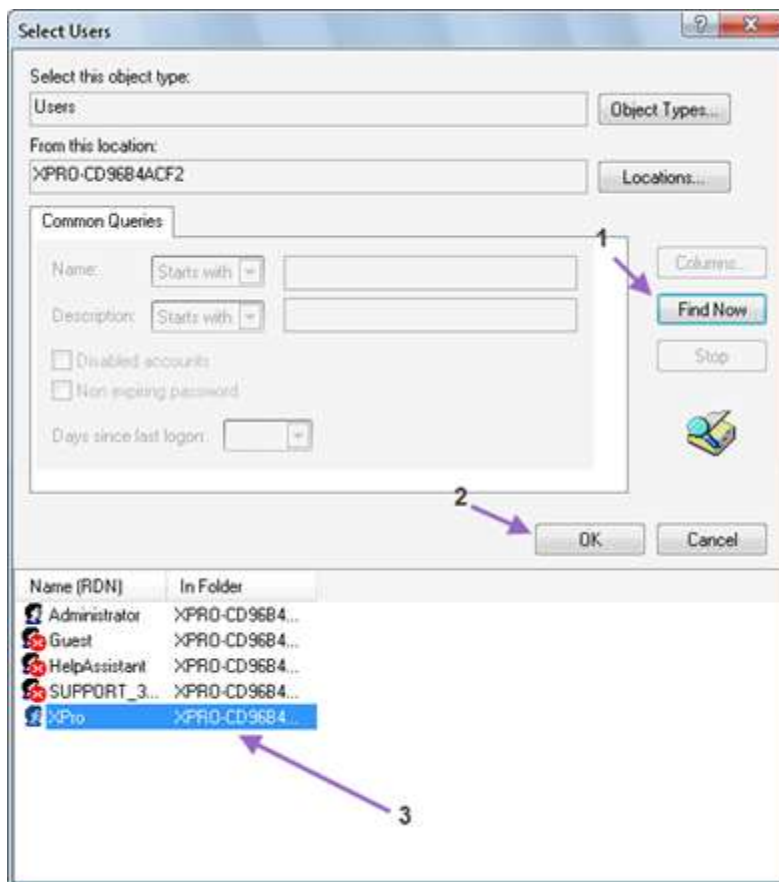 Select Users
Select this object type:
Users
Object Types...
From this location:
XPRO-CD96B4ACF2
Locations...
Common Queries
1
Name:
Starts with
Columns...
Description:
Starts with
Find Now
Disabled accounts
Stop
Non expiring password
Days since last logon:
2
OK
Cancel
Name (RDN) In Folder
Administrator XPRO-CD96B4...
Guest XPRO-CD96B4...
HelpAssistant XPRO-CD96B4...
SUPPORT_3... XPRO-CD96B4...
XPro XPRO-CD96B4...
3